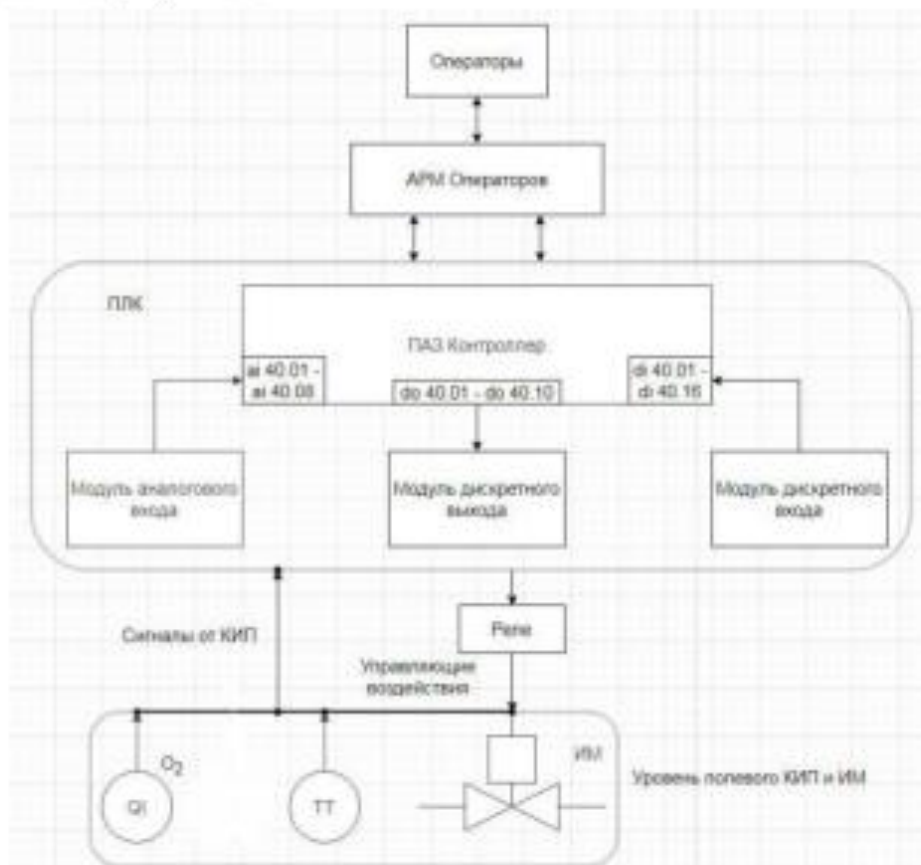 Операторы
АРМ Операторов
ПЛК
ПАЗ Контроллер
ai 40.01 -
ai 40.08
do 40.01 - do 40.10
di 40.01 -
di 40.16
Модуль аналогового
входа
Модуль дискретного
выхода
Модуль дискретного
входа
Сигналы от КИП
Реле
Управляющие
воздействия
O2
QI
TT
ИМ
Уровень полевого КИП и ИМ